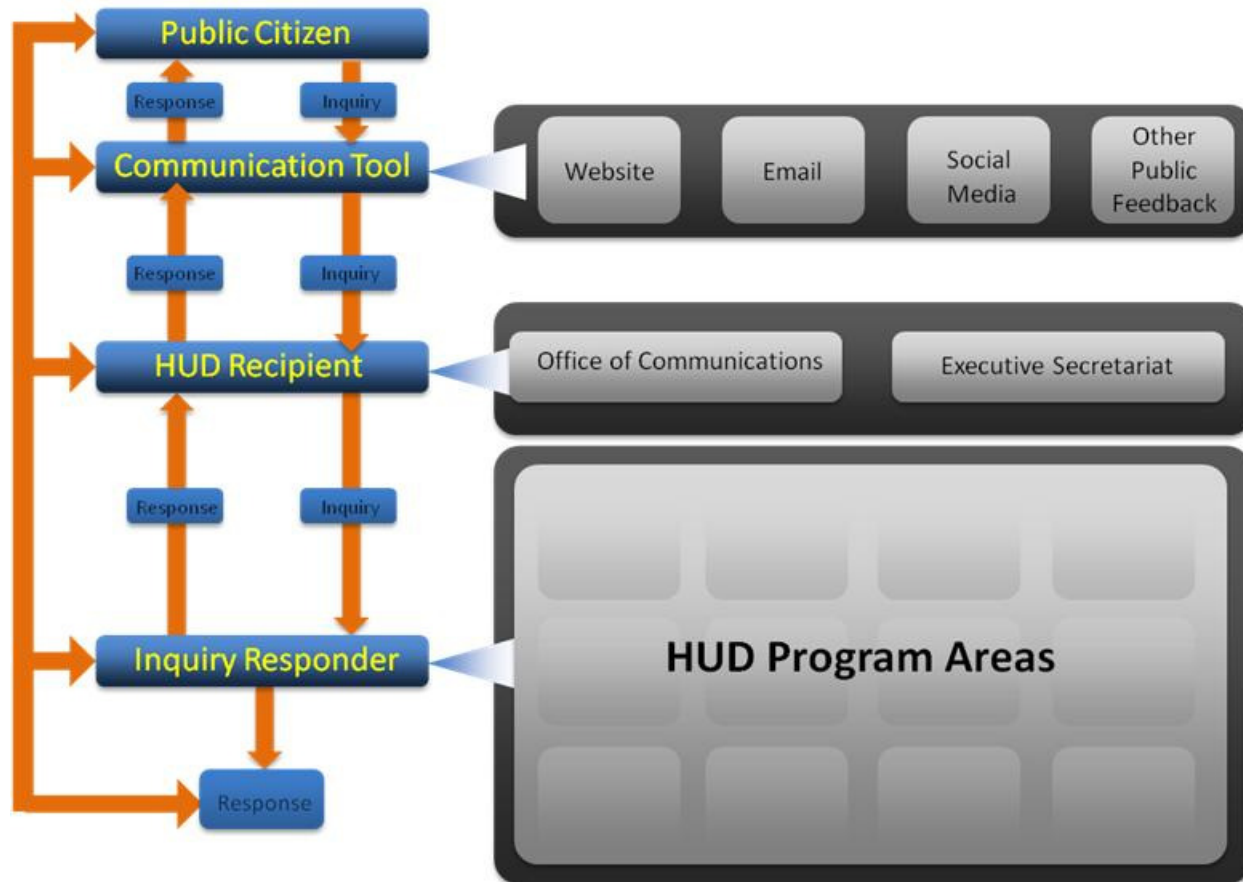 Public Citizen
Response
Inquiry
Communication Tool
Website
Email
Social
Media
Other
Public
Feedback
Response
Inquiry
HUD Recipient
Office of Communications
Executive Secretariat
Response
Inquiry
Inquiry Responder
HUD Program Areas
Response